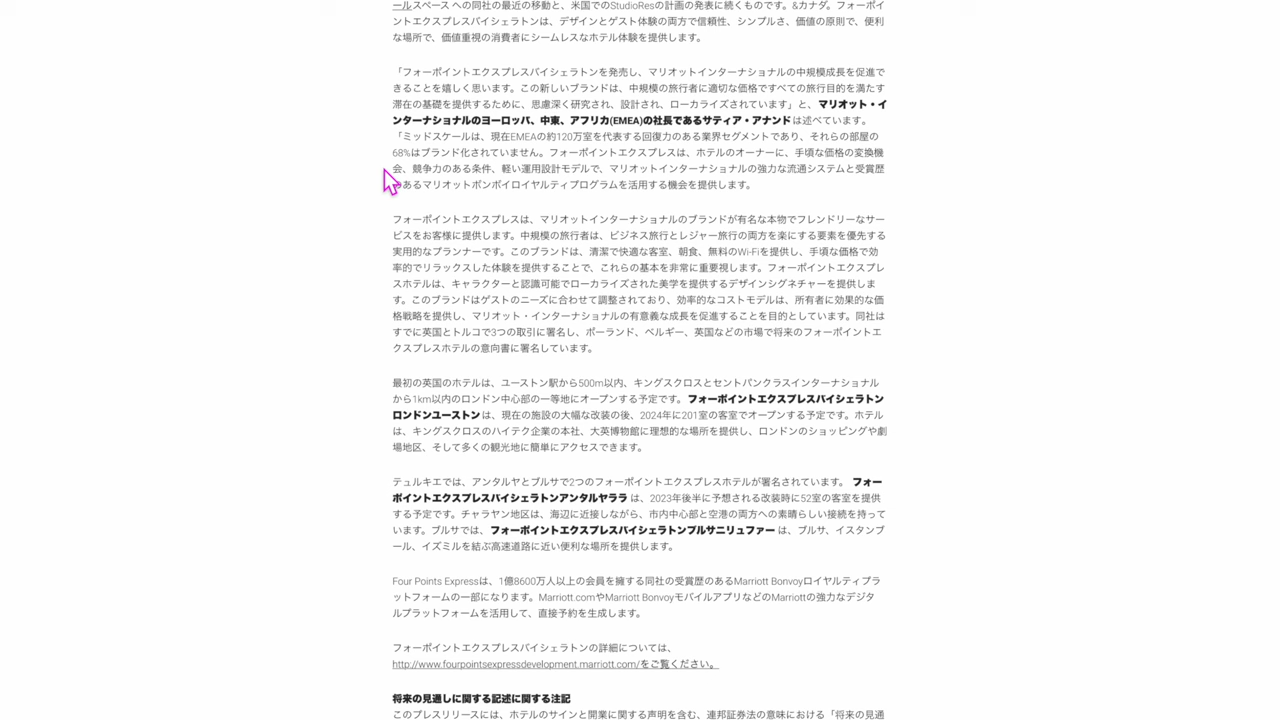 ールスペース への同社の最近の移動と、米国でのStudioResの計画の発表に続くものです。&カナダ。フォーポイ
ントエクスプレスバイシェラトンは、デザインとゲスト体験の両方で信頼性、シンプルさ、価値の原則で、便利
な場所で、価値重視の消費者にシームレスなホテル体験を提供します。
「フォーポイントエクスプレスバイシェラトンを発売し、マリオットインターナショナルの中規模成長を促進で
きることを嬉しく思います。この新しいブランドは、中規模の旅行者に適切な価格ですべての旅行目的を満たす
滞在の基礎を提供するために、思慮深く研究され、設計され、ローカライズされています」と、マリオット・イ
ンターナショナルのヨーロッパ、中東、アフリカ(EMEA)の社長であるサティア・アナンドは述べています。
「ミッドスケールは、現在EMEAの約120万室を代表する回復力のある業界セグメントであり、それらの部屋の
68%はブランド化されていません。フォーポイントエクスプレスは、ホテルのオーナーに、手頃な価格の変換機
会、競争力のある条件、軽い運用設計モデルで、マリオットインターナショナルの強力な流通システムと受賞歴
あるマリオットボンボイロイヤルティプログラムを活用する機会を提供します。
フォーポイントエクスプレスは、マリオットインターナショナルのブランドが有名な本物でフレンドリーなサー
ビスをお客様に提供します。中規模の旅行者は、ビジネス旅行とレジャー旅行の両方を楽にする要素を優先する
実用的なプランナーです。このブランドは、清潔で快適な客室、朝食、無料のWi-Fiを提供し、手頃な価格で効
率的でリラックスした体験を提供することで、これらの基本を非常に重要視します。フォーポイントエクスプレ
スホテルは、キャラクターと認識可能でローカライズされた美学を提供するデザインシグネチャーを提供しま
す。このブランドはゲストのニーズに合わせて調整されており、効率的なコストモデルは、所有者に効果的な価
格戦略を提供し、マリオット・インターナショナルの有意義な成長を促進することを目的としています。同社は
すでに英国とトルコで3つの取引に署名し、ポーランド、ベルギー、英国などの市場で将来のフォーポイントエ
クスプレスホテルの意向書に署名しています。
最初の英国のホテルは、ユーストン駅から500m以内、キングスクロスとセントパンクラスインターナショナル
から1km以内のロンドン中心部の一等地にオープンする予定です。フォーポイントエクスプレスバイシェラトン
ロンドンユーストンは、現在の施設の大幅な改装の後、2024年に201室の客室でオープンする予定です。ホテル
は、キングスクロスのハイテク企業の本社、大英博物館に理想的な場所を提供し、ロンドンのショッピングや劇
場地区、そして多くの観光地に簡単にアクセスできます。
テュルキエでは、アンタルヤとブルサで2つのフォーポイントエクスプレスホテルが署名されています。 フォー
ポイントエクスプレスバイシェラトンアンタルヤララ は、2023年後半に予想される改装時に52室の客室を提供
する予定です。チャラヤン地区は、海辺に近接しながら、市内中心部と空港の両方への素晴らしい接続を持って
います。ブルサでは、フォーポイントエクスプレスバイシェラトンブルサニリュファー は、ブルサ、イスタンブ
ール、イズミルを結ぶ高速道路に近い便利な場所を提供します。
Four Points Expressは、1億8600万人以上の会員を擁する同社の受賞歴のあるMarriott Bonvoyロイヤルティプラ
ットフォームの一部になります。Marriott.comやMarriott BonvoyモバイルアプリなどのMarriottの強力なデジタ
ルプラットフォームを活用して、直接予約を生成します。
フォーポイントエクスプレスバイシェラトンの詳細については、
http://www.fourpointsexpressdevelopment.marriott.com/をご覧ください。
将来の見通しに関する記述に関する注記
このプレスリリースには、ホテルのサインと開業に関する声明を含む、連邦証券法の意味における「将来の見通